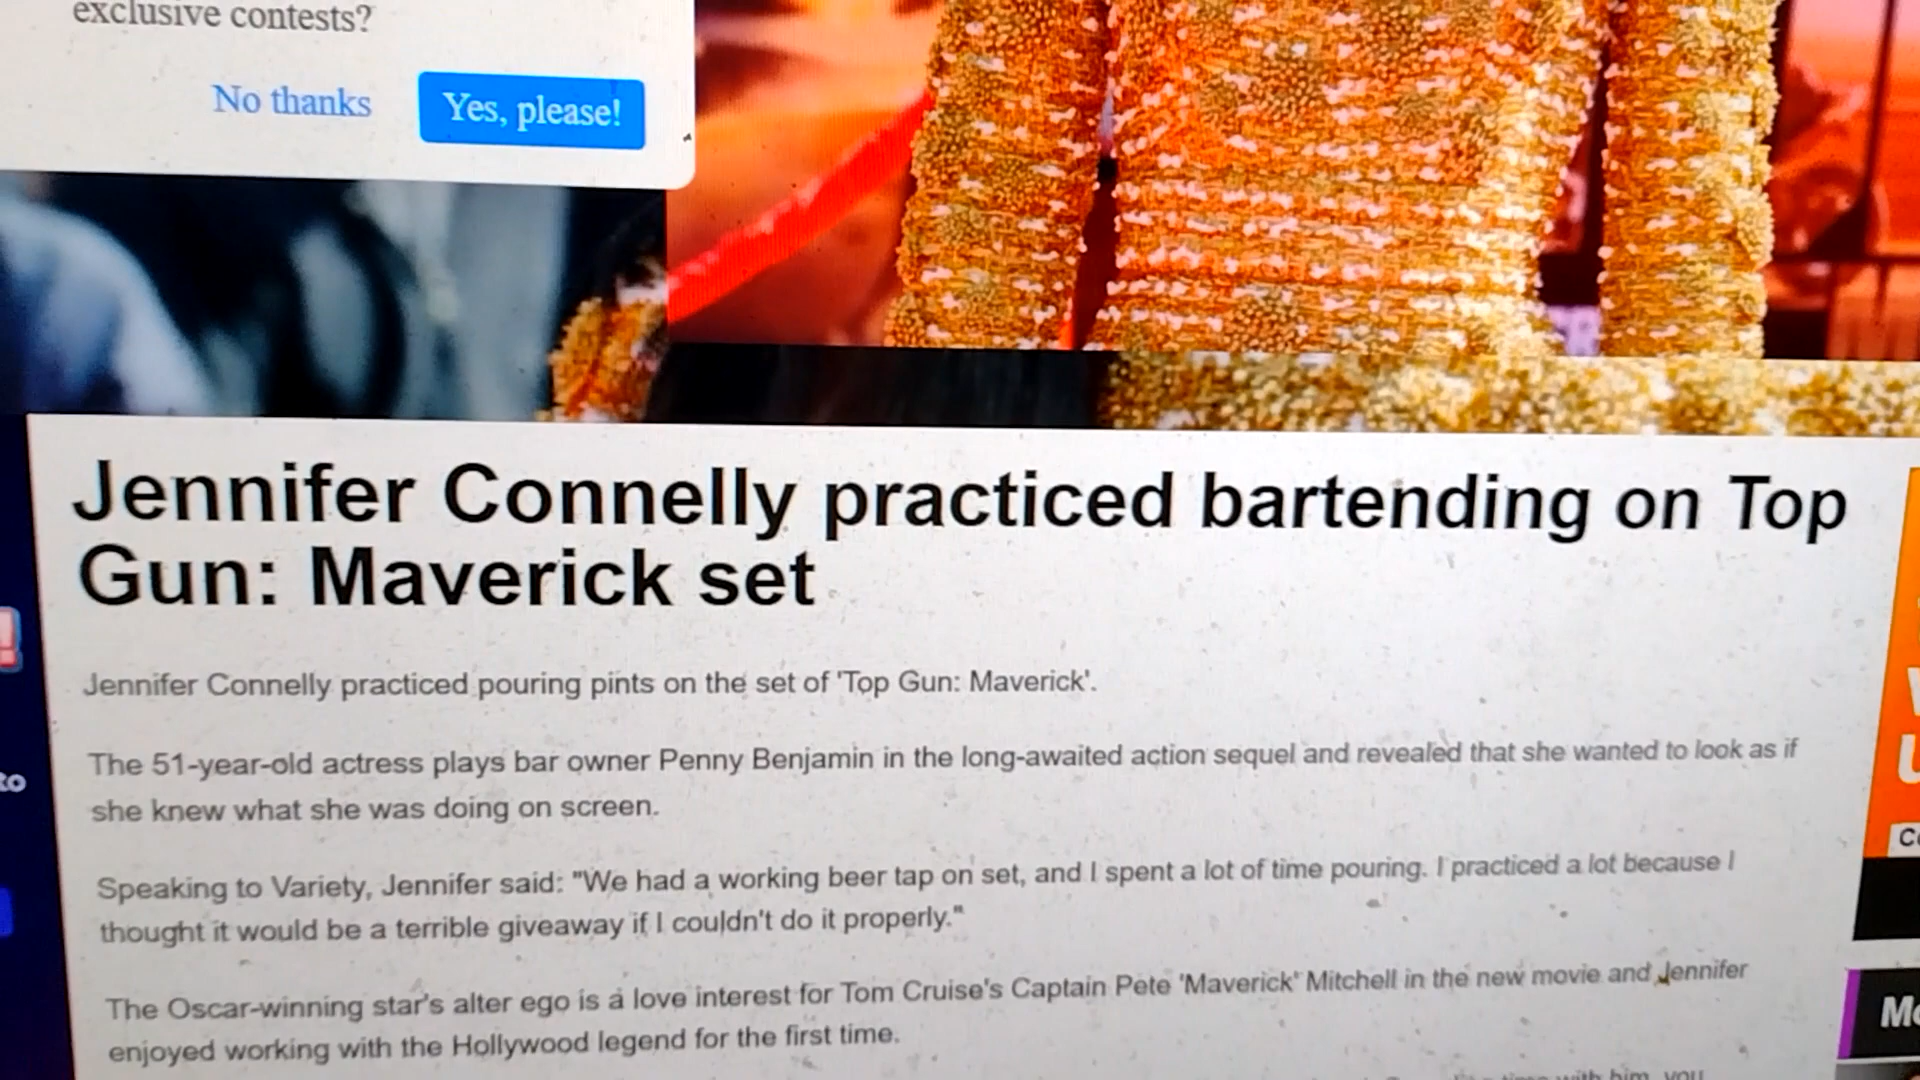 exclusive contests?
No thanks
Yes, please!
Jennifer Connelly practiced bartending on Top
Gun: Maverick set
Jennifer Connelly practiced pouring pints on the set of 'Top Gun: Maverick'.
The 51-year-old actress plays bar owner Penny Benjamin in the long-awaited action sequel and revealed that she wanted to look as if
she knew what she was doing on screen.
Speaking to Variety, Jennifer said: "We had a working beer tap on set, and I spent a lot of time pouring. I practiced a lot because I
thought it would be a terrible giveaway if I couldn't do it properly."
The Oscar-winning star's alter ego is a love interest for Tom Cruise's Captain Pete 'Maverick' Mitchell in the new movie and Jennifer
enjoyed working with the Hollywood legend for the first time.
with him, you
to